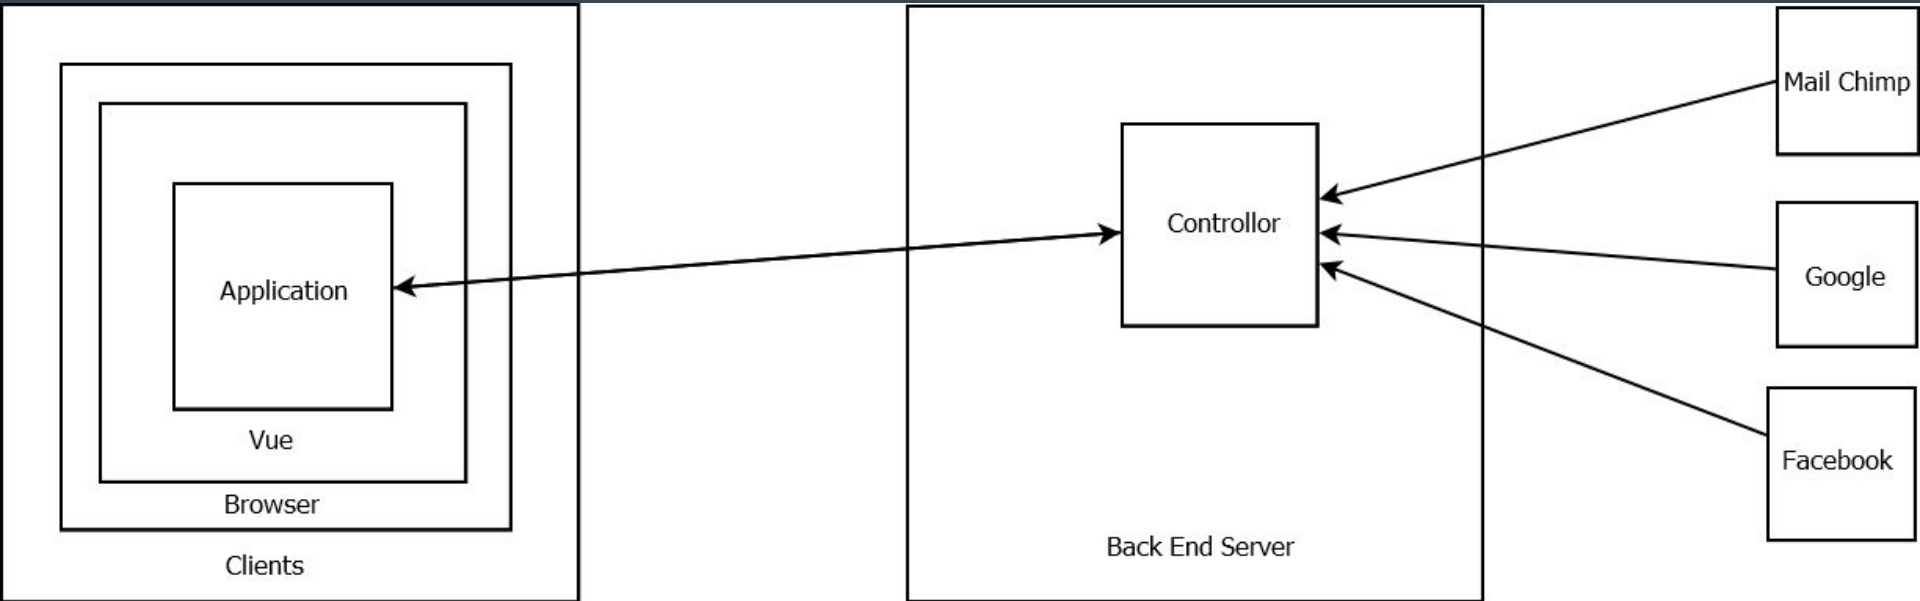 Application
Vue
Browser
Clients
Controllor
Back End Server
Mail Chimp
Google
Facebook